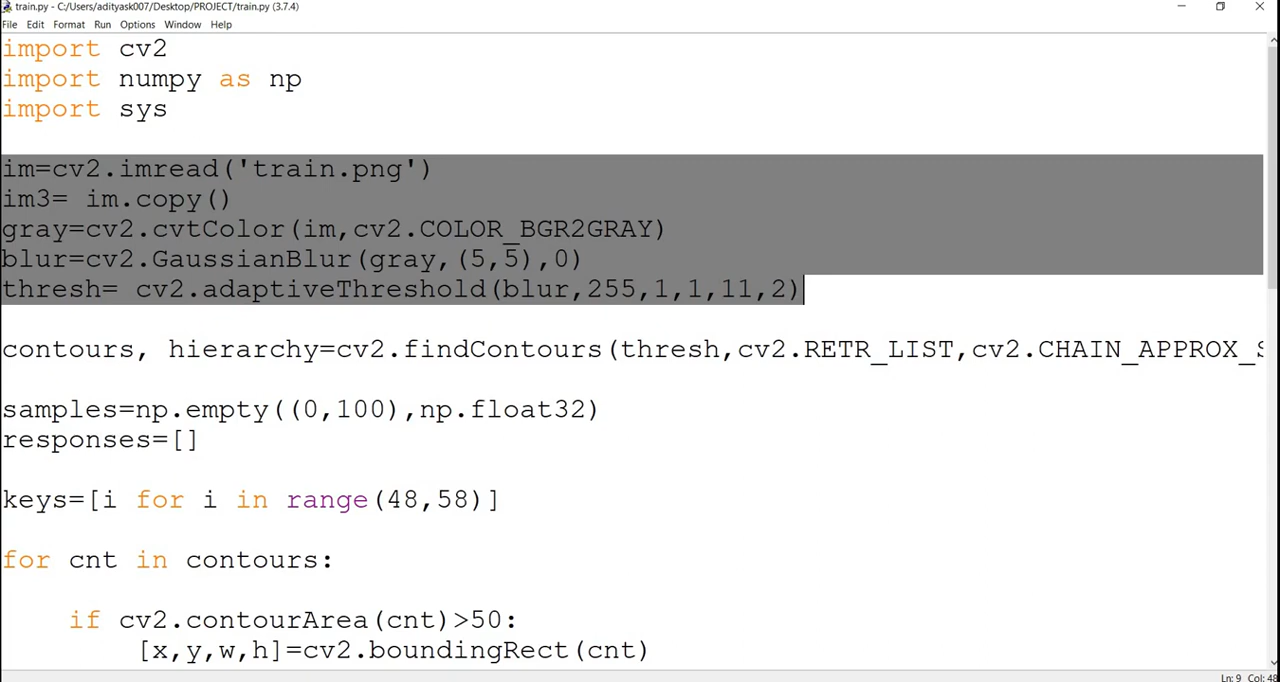 train.py - C:/Users/adityask007/Desktop/PROJECT/train.py (3.7.4)
File Edit Format Run Options Window Help
import cv2
import numpy as np
import sys
im=cv2.imread('train.png')
im3= im.copy()
gray=cv2.cvtColor(im,cv2.COLOR_BGR2GRAY)
blur=cv2.GaussianBlur(gray,(5,5),0)
thresh= cv2.adaptiveThreshold(blur,255,1,1,11,2)
contours, hierarchy=cv2.findContours(thresh,cv2.RETR_LIST,cv2.CHAIN_APPROX_S
samples=np.empty((0,100),np.float32)
responses=[]
keys=[i for i in range(48,58)]
for cnt in contours:
    if cv2.contourArea(cnt)>50:
        [x,y,w,h]=cv2.boundingRect(cnt)
Ln: 9 Col: 48